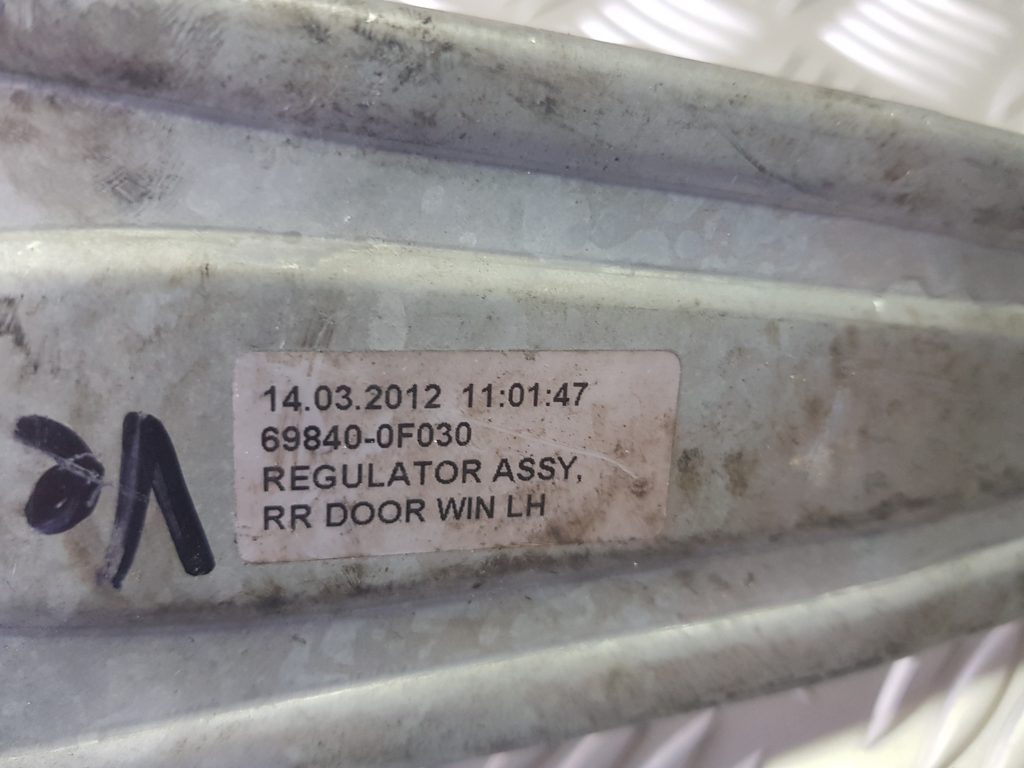 14.03.2012 11:01:47
69840-0F030
REGULATOR ASSY,
RR DOOR WIN LH